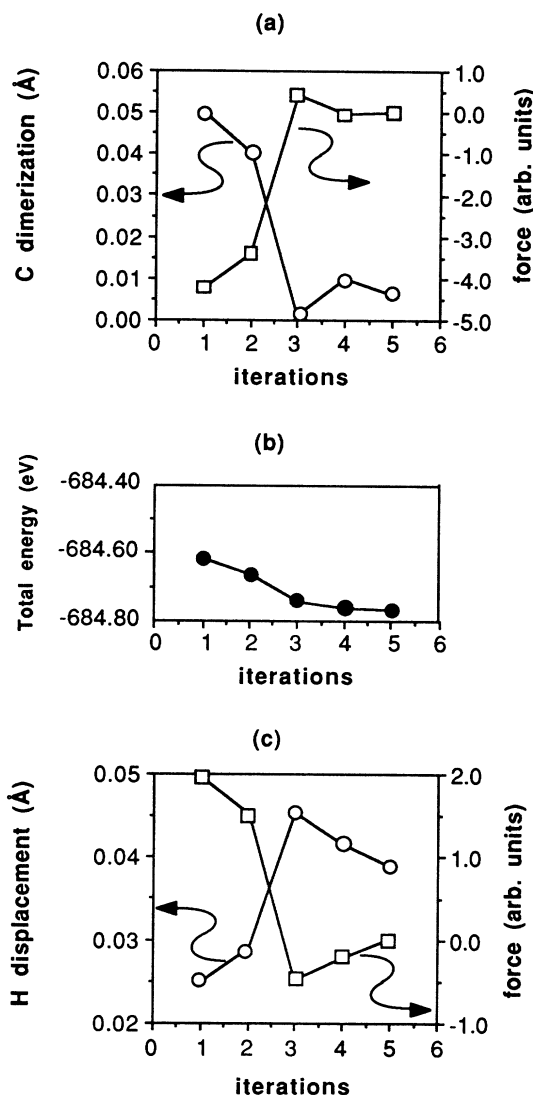 (a)
C dimerization (Å)
0.06
0.05
0.04
0.03
0.02
0.01
0.00
1.0
0.0
-1.0
-2.0
-3.0
-4.0
-5.0
force (arb. units)
0 1 2 3 4 5 6
iterations
(b)
Total energy (eV)
-684.40
-684.60
-684.80
0 1 2 3 4 5 6
iterations
(c)
H displacement (Å)
0.05
0.04
0.03
0.02
2.0
1.0
0.0
-1.0
force (arb. units)
0 1 2 3 4 5 6
iterations